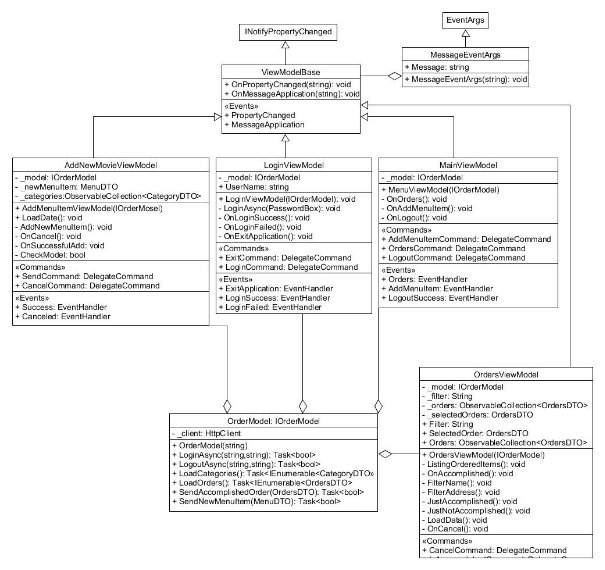 EventArgs
INotifyPropertyChanged
MessageEventArgs
+ Message: string
+ MessageEventArgs(string): void
ViewModelBase
+ OnPropertyChanged(string): void
+ OnMessageApplication(string): void
«Events»
+ PropertyChanged
+ MessageApplication
AddNewMovieViewModel
- _model: IOrderModel
- _newMenuItem: MenuDTO
- _categories:ObservableCollection<CategoryDTO>
+ AddMenuItemViewModel(IOrderMosel)
+ LoadDate(): void
- AddNewMenuItem(): void
- OnCancel(): void
- OnSuccessfulAdd: void
- CheckModel: bool
«Commands»
+ SendCommand: DelegateCommand
+ CancelCommand: DelegateCommand
«Events»
+ Success: EventHandler
+ Canceled: EventHandler
LoginViewModel
- _model: IOrderModel
+ UserName: string
+ LoginViewModel(IOrderModel): void
- LoginAsync(PasswordBox): void
- OnLoginSuccess(): void
- OnLoginFailed(): void
- OnExitApplication(): void
«Commands»
+ ExitCommand: DelegateCommand
+ LoginCommand: DelegateCommand
«Events»
+ ExitApplication: EventHandler
+ LoginSuccess: EventHandler
+ LoginFailed: EventHandler
MainViewModel
- _model: IOrderModel
+ MenuViewModel(IOrderModel)
- OnOrders(): void
- OnAddMenuItem(): void
- OnLogout(): void
«Commands»
+ AddMenuItemCommand: DelegateCommand
+ OrdersCommand: DelegateCommand
+ LogoutCommand: DelegateCommand
«Events»
+ Orders: EventHandler
+ AddMenuItem: EventHandler
+ LogoutSuccess: EventHandler
OrderModel: IOrderModel
- _client: HttpClient
+ OrderModel(string)
+ LoginAsync(string,string): Task<bool>
+ LogoutAsync(string,string): Task<bool>
+ LoadCategories(): Task<IEnumerable<CategoryDTO»
+ LoadOrders(): Task<IEnumerable<OrdersDTO>
+ SendAccomplishedOrder(OrdersDTO): Task<bool>
+ SendNewMenuItem(MenuDTO): Task<bool>
OrdersViewModel
- _model: IOrderModel
- _filter: String
- _orders: ObservableCollection<OrdersDTO>
- _selectedOrders: OrdersDTO
+ Filter: String
+ SelectedOrder: OrdersDTO
+ Orders: ObservableCollection<OrdersDTO>
+ OrdersViewModel(IOrderModel)
- ListingOrderedItems(): void
- OnAccomplished(): void
- FilterName(): void
- FilterAddress(): void
- JustAccomplished(): void
- JustNotAccomplished(): void
- LoadData(): void
- OnCancel(): void
«Commands»
+ CancelCommand: DelegateCommand